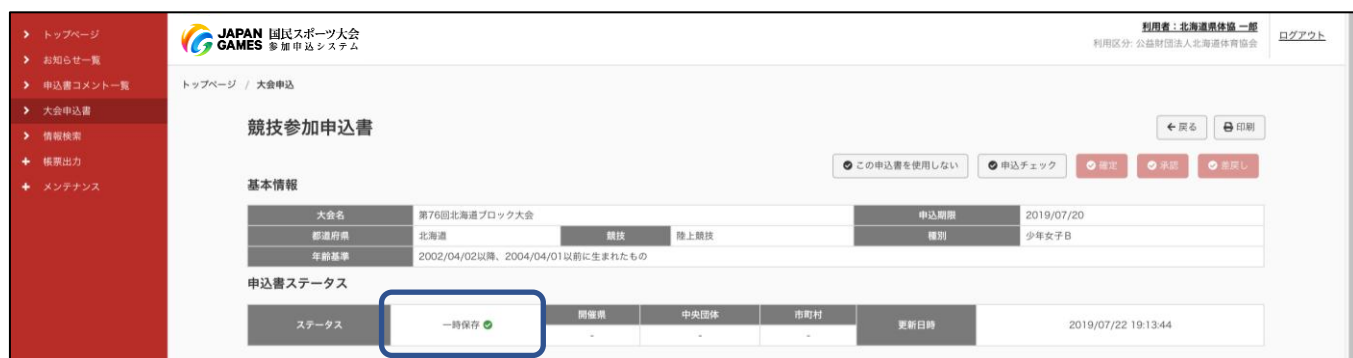 トップページ
お知らせ一覧
申込書コメント一覧
大会申込書
情報検索
帳票出力
メンテナンス
JAPAN GAMES 国民スポーツ大会 参加申込システム
利用者：北海道県体協 一郎
利用区分: 公益財団法人北海道体育協会
ログアウト
トップページ / 大会申込
競技参加申込書
戻る 印刷
この申込書を使用しない 申込チェック 確定 承認 差戻し
基本情報
大会名 第76回北海道ブロック大会 申込期限 2019/07/20
都道府県 北海道 競技 陸上競技 種別 少年女子B
年齢基準 2002/04/02以降、2004/04/01以前に生まれたもの
申込書ステータス
ステータス 一時保存 開催県 中央団体 市町村 更新日時 2019/07/22 19:13:44
- - -